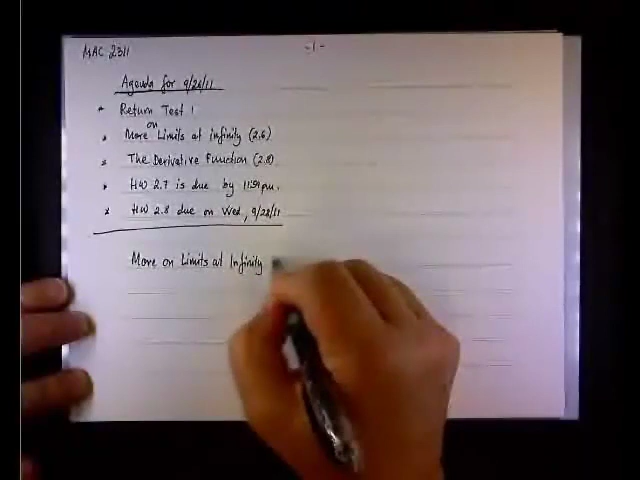 MAC 2311
-1-
Agenda for 9/26/11
* Return Test 1
* More on Limits at infinity (2.6)
* The Derivative Function (2.8)
* HW 2.7 is due by 11:59pm.
* HW 2.8 due on Wed, 9/28/11
More on Limits at Infinity